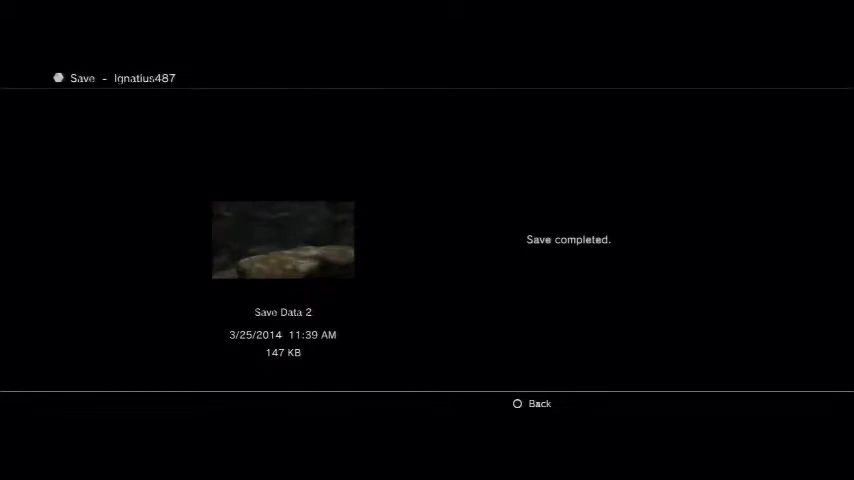 Save - Ignatius487
Save completed.
Save Data 2
3/25/2014 11:39 AM
147 KB
Back